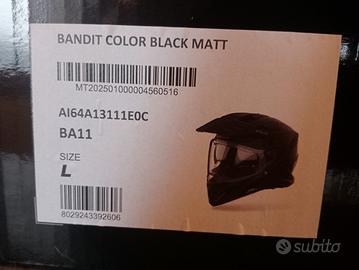 BANDIT COLOR BLACK MATT
MT202501000004560516
AI64A13111E0C
BA11
SIZE
L
8029243392606
subito